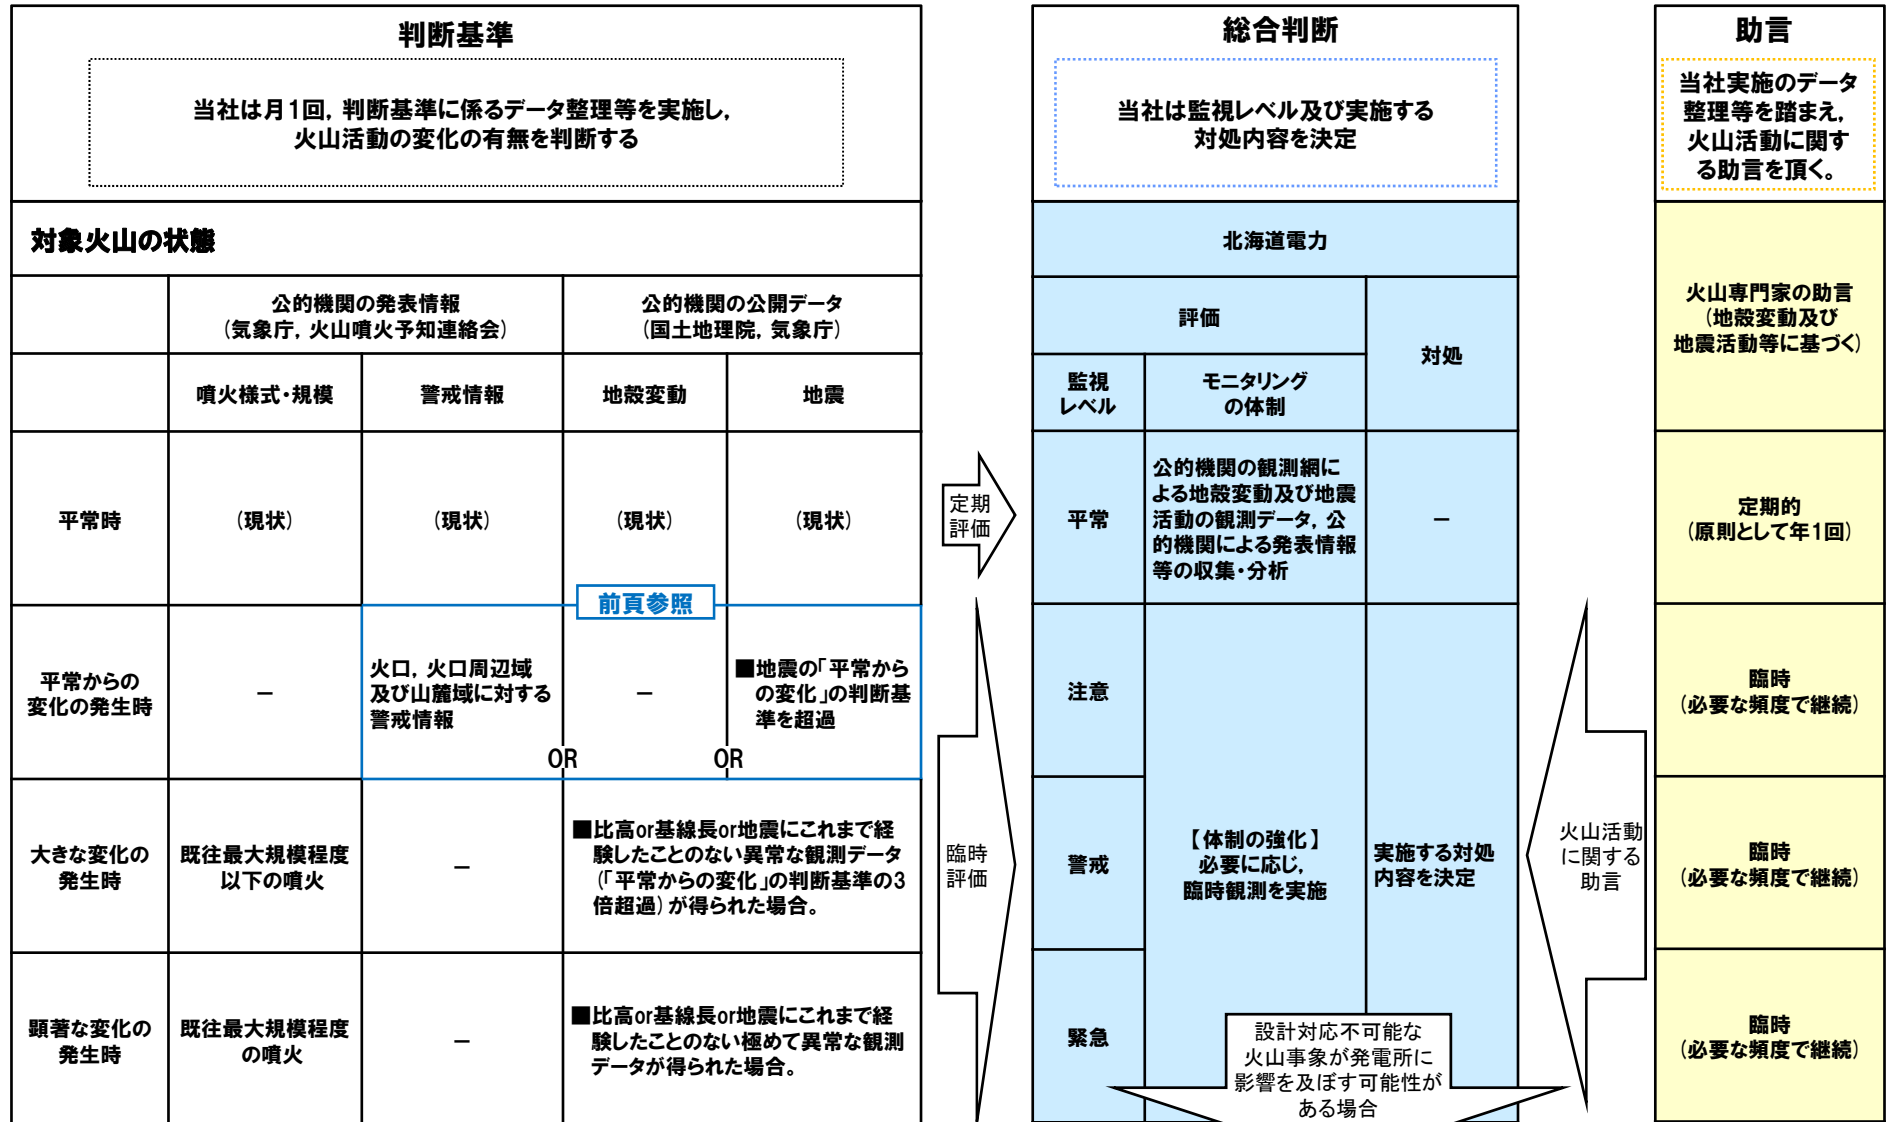 判断基準
当社は月1回，判断基準に係るデータ整理等を実施し，
火山活動の変化の有無を判断する
対象火山の状態
公的機関の発表情報
（気象庁，火山噴火予知連絡会）
公的機関の公開データ
（国土地理院，気象庁）
噴火様式・規模
警戒情報
地殻変動
地震
平常時
（現状）
（現状）
（現状）
（現状）
前頁参照
平常からの
変化の発生時
－
火口，火口周辺域
及び山麓域に対する
警戒情報
OR
－
OR
■地震の「平常から
の変化」の判断基
準を超過
大きな変化の
発生時
既往最大規模程度
以下の噴火
－
■比高or基線長or地震にこれまで経
験したことのない異常な観測データ
（「平常からの変化」の判断基準の3
倍超過）が得られた場合。
顕著な変化の
発生時
既往最大規模程度
の噴火
－
■比高or基線長or地震にこれまで経
験したことのない極めて異常な観測
データが得られた場合。
定期
評価
臨時
評価
総合判断
当社は監視レベル及び実施する
対処内容を決定
北海道電力
評価
対処
監視
レベル
モニタリング
の体制
平常
公的機関の観測網に
よる地殻変動及び地震
活動の観測データ，公
的機関による発表情報
等の収集・分析
－
注意
警戒
【体制の強化】
必要に応じ，
臨時観測を実施
実施する対処
内容を決定
緊急
設計対応不可能な
火山事象が発電所に
影響を及ぼす可能性が
ある場合
火山活動
に関する
助言
助言
当社実施のデータ
整理等を踏まえ，
火山活動に関す
る助言を頂く。
火山専門家の助言
（地殻変動及び
地震活動等に基づく）
定期的
（原則として年1回）
臨時
（必要な頻度で継続）
臨時
（必要な頻度で継続）
臨時
（必要な頻度で継続）